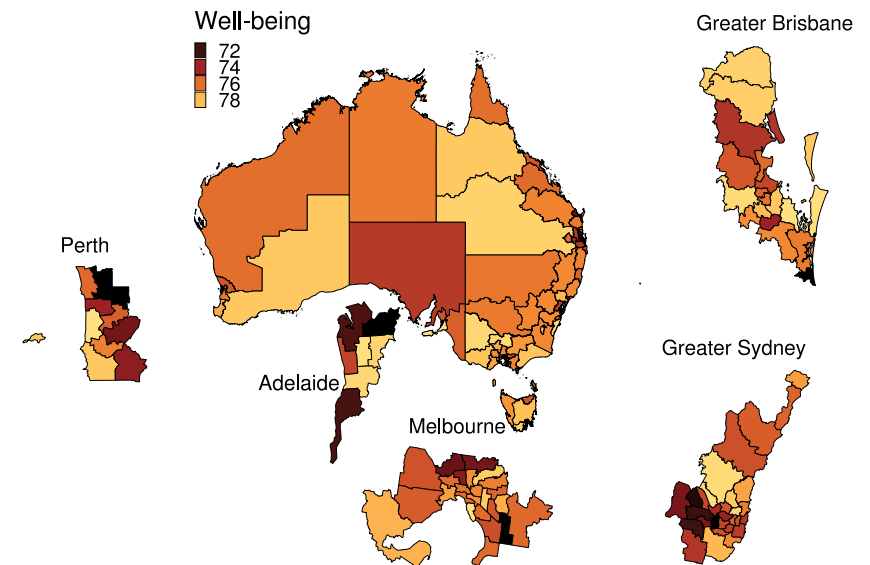 Well-being
72
74
76
78
Greater Brisbane
Perth
Adelaide
Melbourne
Greater Sydney